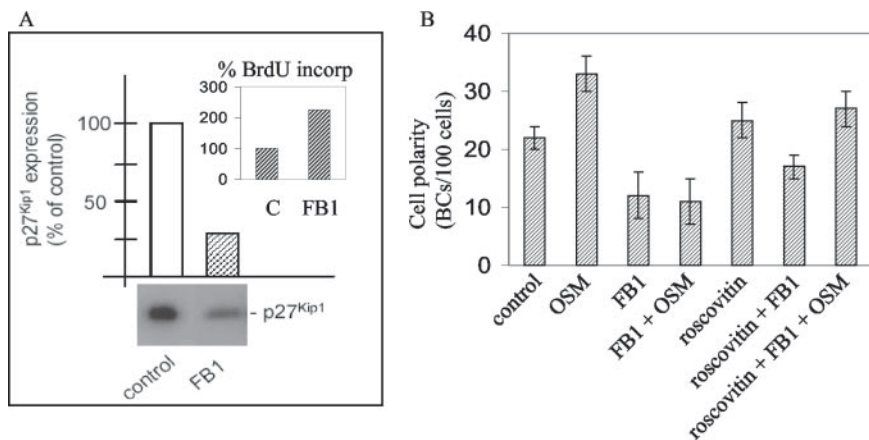 A
% BrdU incorp
300
200
100
0
C FB1
p27Kip1 expression
(% of control)
100
50
- p27Kip1
control
FB1
B
Cell polarity
(BCs/100 cells)
40
30
20
10
0
control
OSM
FB1
FB1 + OSM
roscovitin
roscovitin + FB1
roscovitin + FB1 + OSM